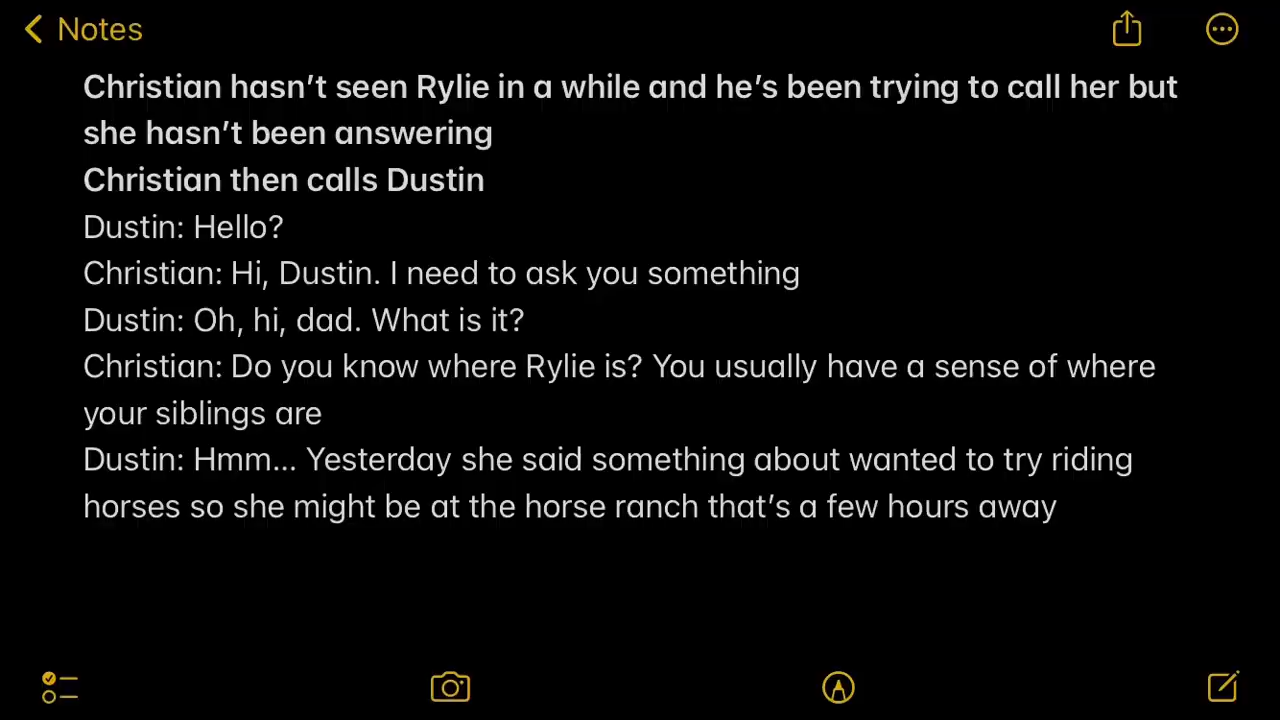 Notes
Christian hasn't seen Rylie in a while and he's been trying to call her but
she hasn't been answering
Christian then calls Dustin
Dustin: Hello?
Christian: Hi, Dustin. I need to ask you something
Dustin: Oh, hi, dad. What is it?
Christian: Do you know where Rylie is? You usually have a sense of where
your siblings are
Dustin: Hmm... Yesterday she said something about wanted to try riding
horses so she might be at the horse ranch that's a few hours away